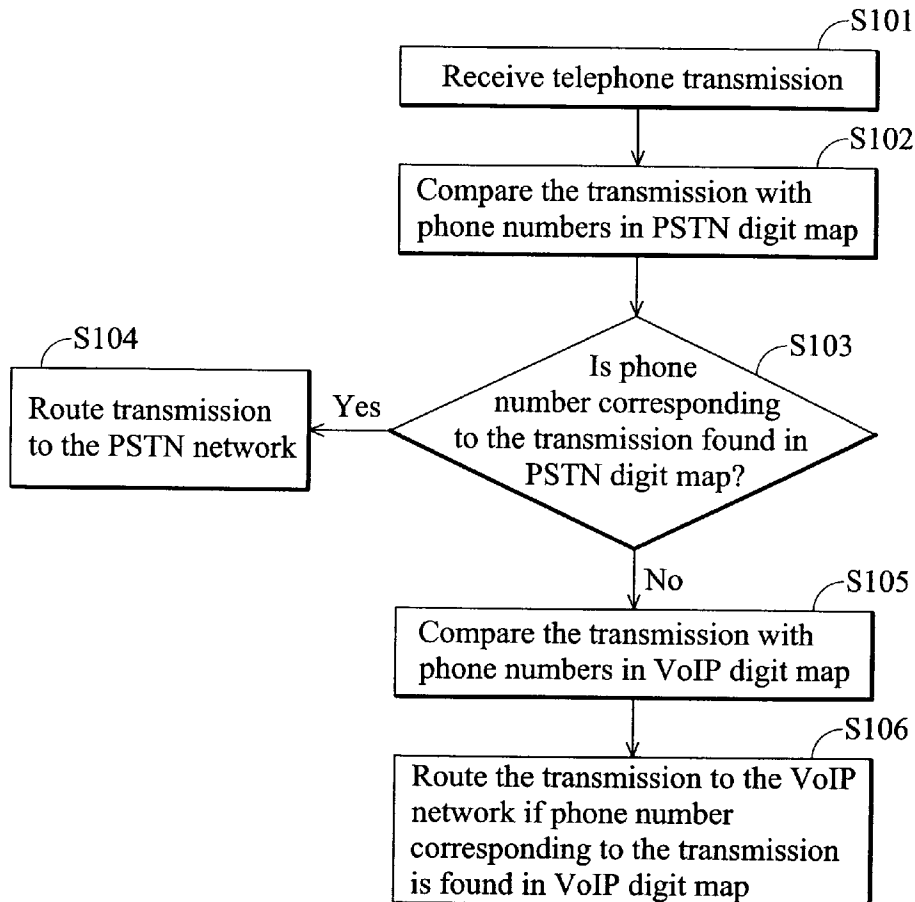 S101
Receive telephone transmission
S102
Compare the transmission with
phone numbers in PSTN digit map
S103
Is phone
number corresponding
to the transmission found in
PSTN digit map?
Yes
S104
Route transmission
to the PSTN network
No
S105
Compare the transmission with
phone numbers in VoIP digit map
S106
Route the transmission to the VoIP
network if phone number
corresponding to the transmission
is found in VoIP digit map